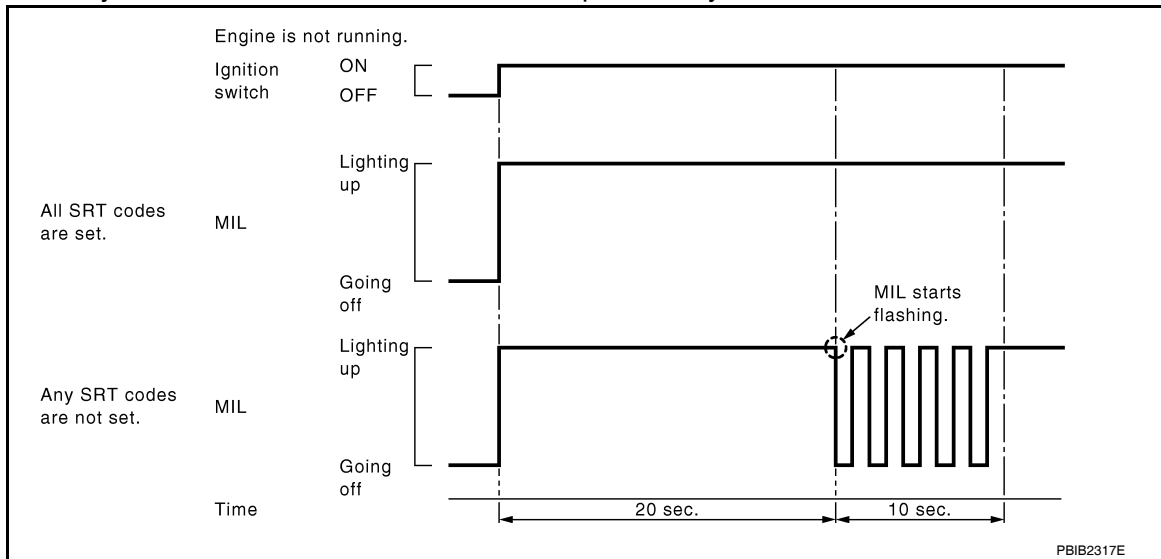 Engine is not running.
Ignition
switch
ON
OFF
All SRT codes
are set.
MIL
Lighting
up
Going
off
MIL starts
flashing.
Any SRT codes
are not set.
MIL
Lighting
up
Going
off
Time
20 sec.
10 sec.
PBIB2317E